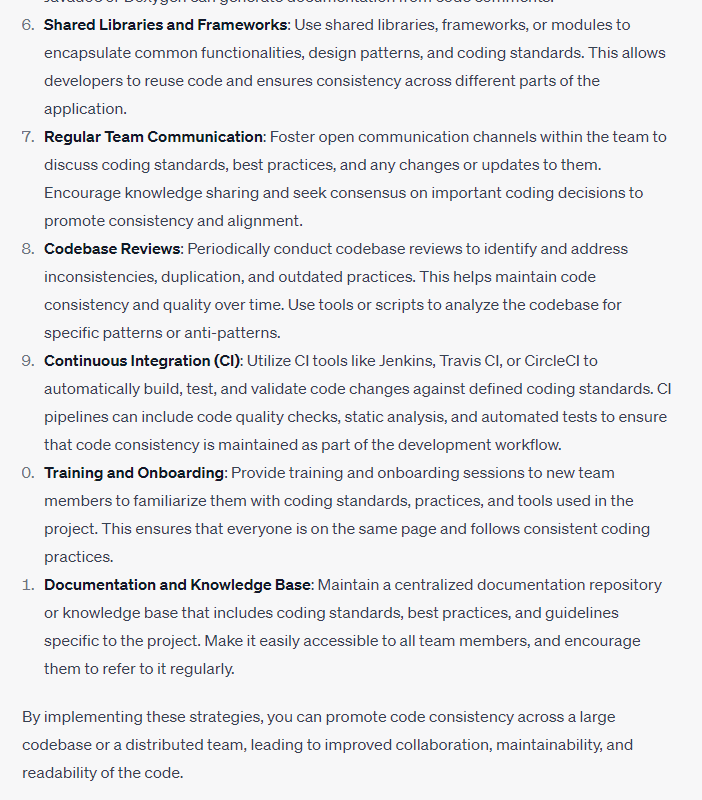 Javadoc or Doxygen can generate documentation from code comments.
6. Shared Libraries and Frameworks: Use shared libraries, frameworks, or modules to
encapsulate common functionalities, design patterns, and coding standards. This allows
developers to reuse code and ensures consistency across different parts of the
application.
7. Regular Team Communication: Foster open communication channels within the team to
discuss coding standards, best practices, and any changes or updates to them.
Encourage knowledge sharing and seek consensus on important coding decisions to
promote consistency and alignment.
8. Codebase Reviews: Periodically conduct codebase reviews to identify and address
inconsistencies, duplication, and outdated practices. This helps maintain code
consistency and quality over time. Use tools or scripts to analyze the codebase for
specific patterns or anti-patterns.
9. Continuous Integration (CI): Utilize CI tools like Jenkins, Travis CI, or CircleCI to
automatically build, test, and validate code changes against defined coding standards. CI
pipelines can include code quality checks, static analysis, and automated tests to ensure
that code consistency is maintained as part of the development workflow.
0. Training and Onboarding: Provide training and onboarding sessions to new team
members to familiarize them with coding standards, practices, and tools used in the
project. This ensures that everyone is on the same page and follows consistent coding
practices.
1. Documentation and Knowledge Base: Maintain a centralized documentation repository
or knowledge base that includes coding standards, best practices, and guidelines
specific to the project. Make it easily accessible to all team members, and encourage
them to refer to it regularly.
By implementing these strategies, you can promote code consistency across a large
codebase or a distributed team, leading to improved collaboration, maintainability, and
readability of the code.